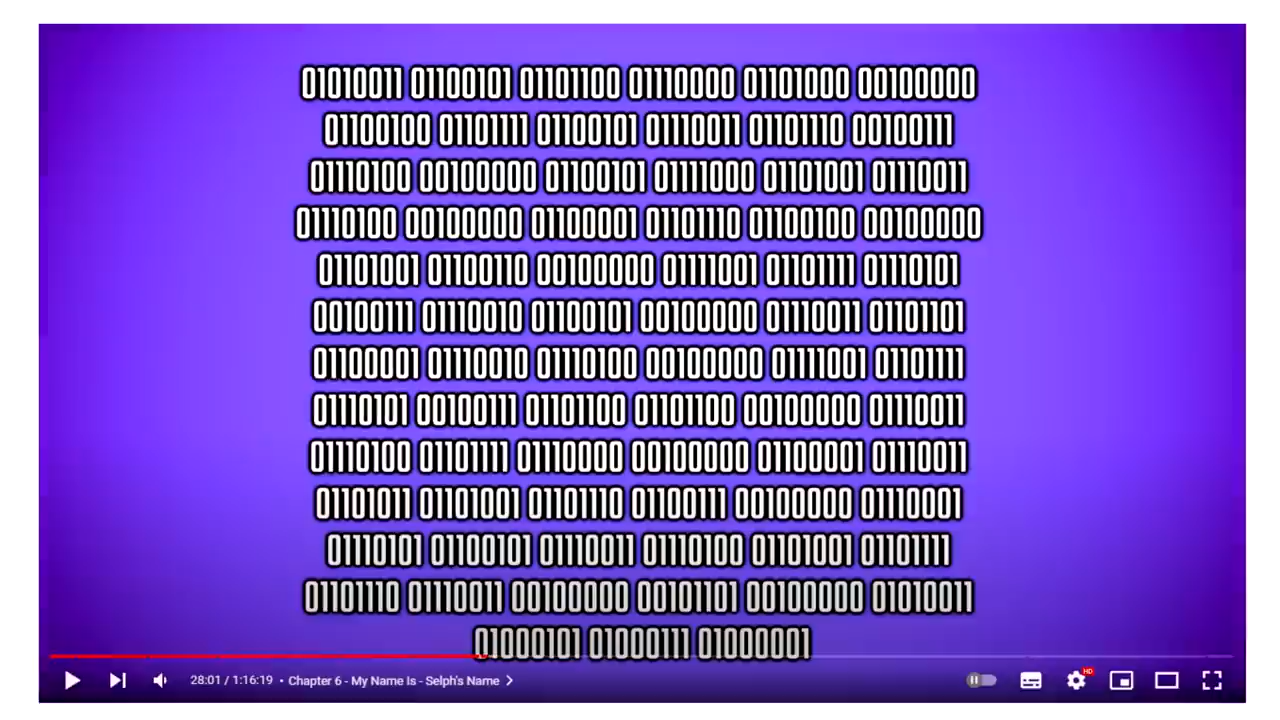 01010011 01100101 01101100 01110000 01101000 00100000
01100100 01101111 01100101 01110011 01101110 00100111
01110100 00100000 01100101 01111000 01101001 01110011
01110100 00100000 01100001 01101110 01100100 00100000
01101001 01100110 00100000 01111001 01101111 01110101
00100111 01110010 01100101 00100000 01110011 01101101
01100001 01110010 01110100 00100000 01111001 01101111
01110101 00100111 01101100 01101100 00100000 01110011
01110100 01101111 01110000 00100000 01100001 01110011
01101011 01101001 01101110 01100111 00100000 01110001
01110101 01100101 01110011 01110100 01101001 01101111
01101110 01110011 00100000 00101101 00100000 01010011
01000101 01000111 01000001
28:01 / 1:16:19 • Chapter 6 - My Name Is - Selph's Name
HD